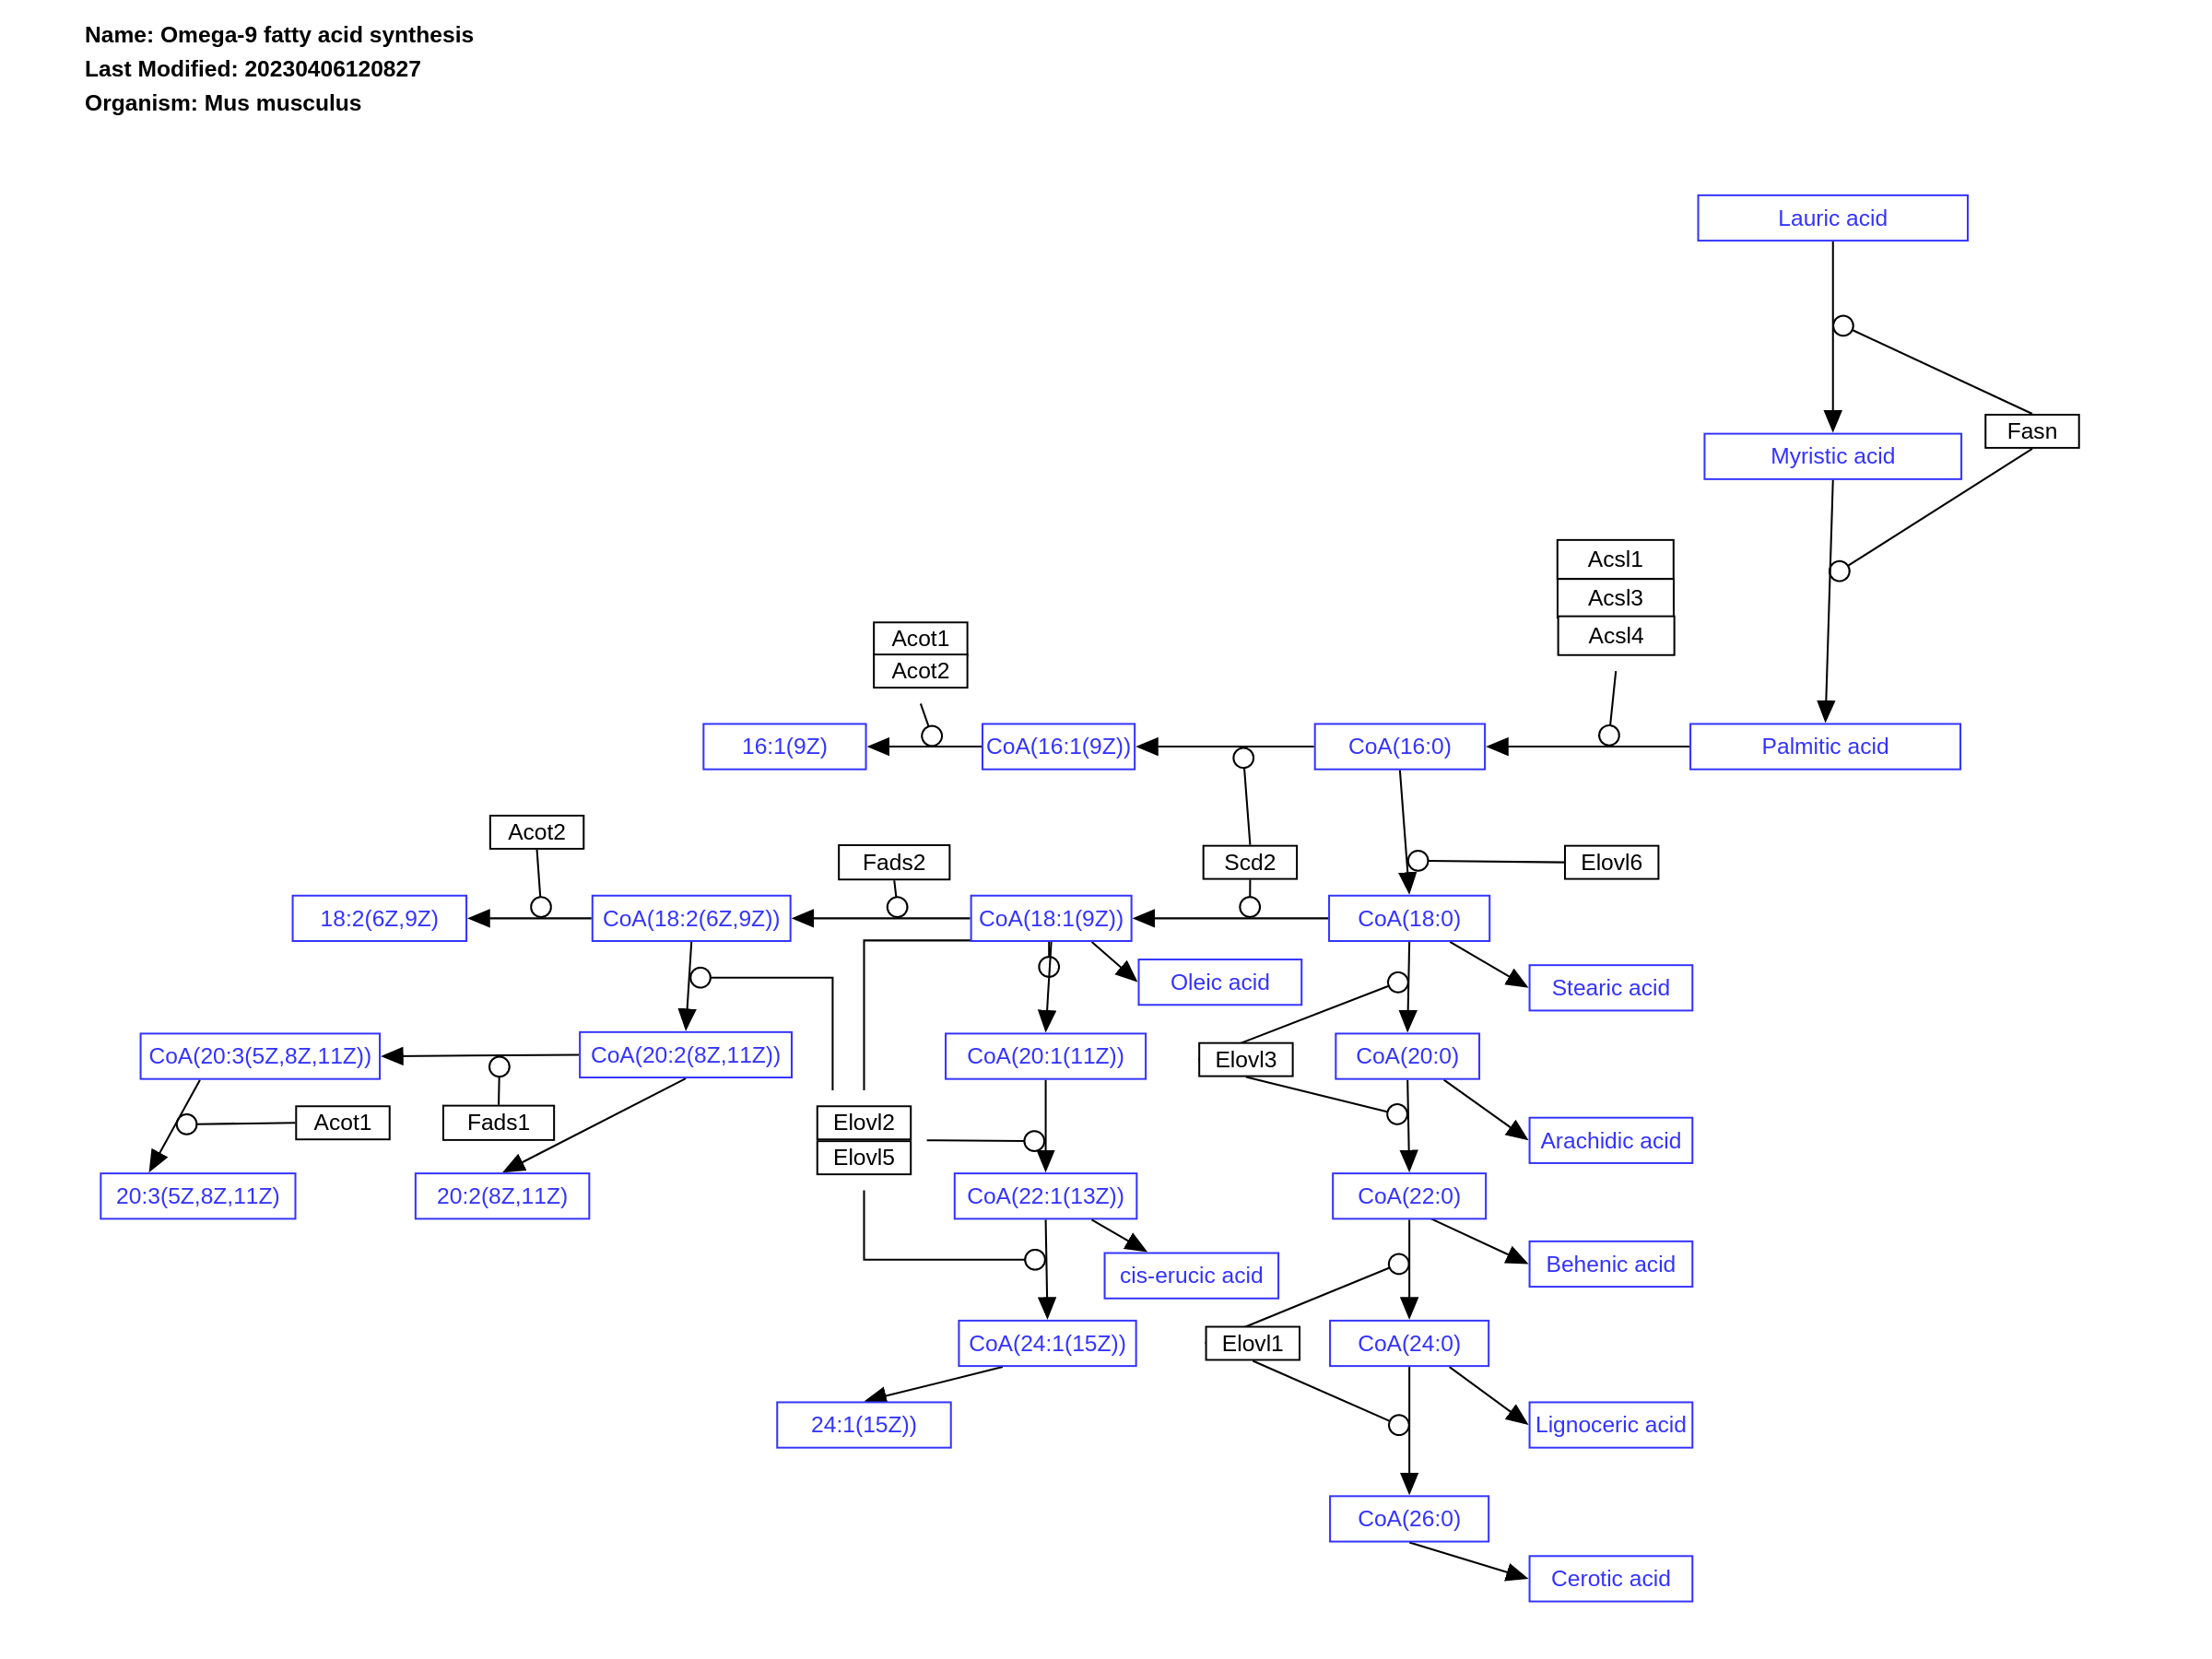 Name: Omega-9 fatty acid synthesis
Last Modified: 20230406120827
Organism: Mus musculus
Lauric acid
Fasn
Myristic acid
Acsl1
Acsl3
Acsl4
Acot1
Acot2
16:1(9Z)
CoA(16:1(9Z))
CoA(16:0)
Palmitic acid
Acot2
Fads2
Scd2
Elovl6
18:2(6Z,9Z)
CoA(18:2(6Z,9Z))
CoA(18:1(9Z))
CoA(18:0)
Oleic acid
Stearic acid
CoA(20:3(5Z,8Z,11Z))
CoA(20:2(8Z,11Z))
CoA(20:1(11Z))
Elovl3
CoA(20:0)
Acot1
Fads1
Elovl2
Elovl5
Arachidic acid
20:3(5Z,8Z,11Z)
20:2(8Z,11Z)
CoA(22:1(13Z))
CoA(22:0)
cis-erucic acid
Behenic acid
CoA(24:1(15Z))
Elovl1
CoA(24:0)
24:1(15Z))
Lignoceric acid
CoA(26:0)
Cerotic acid